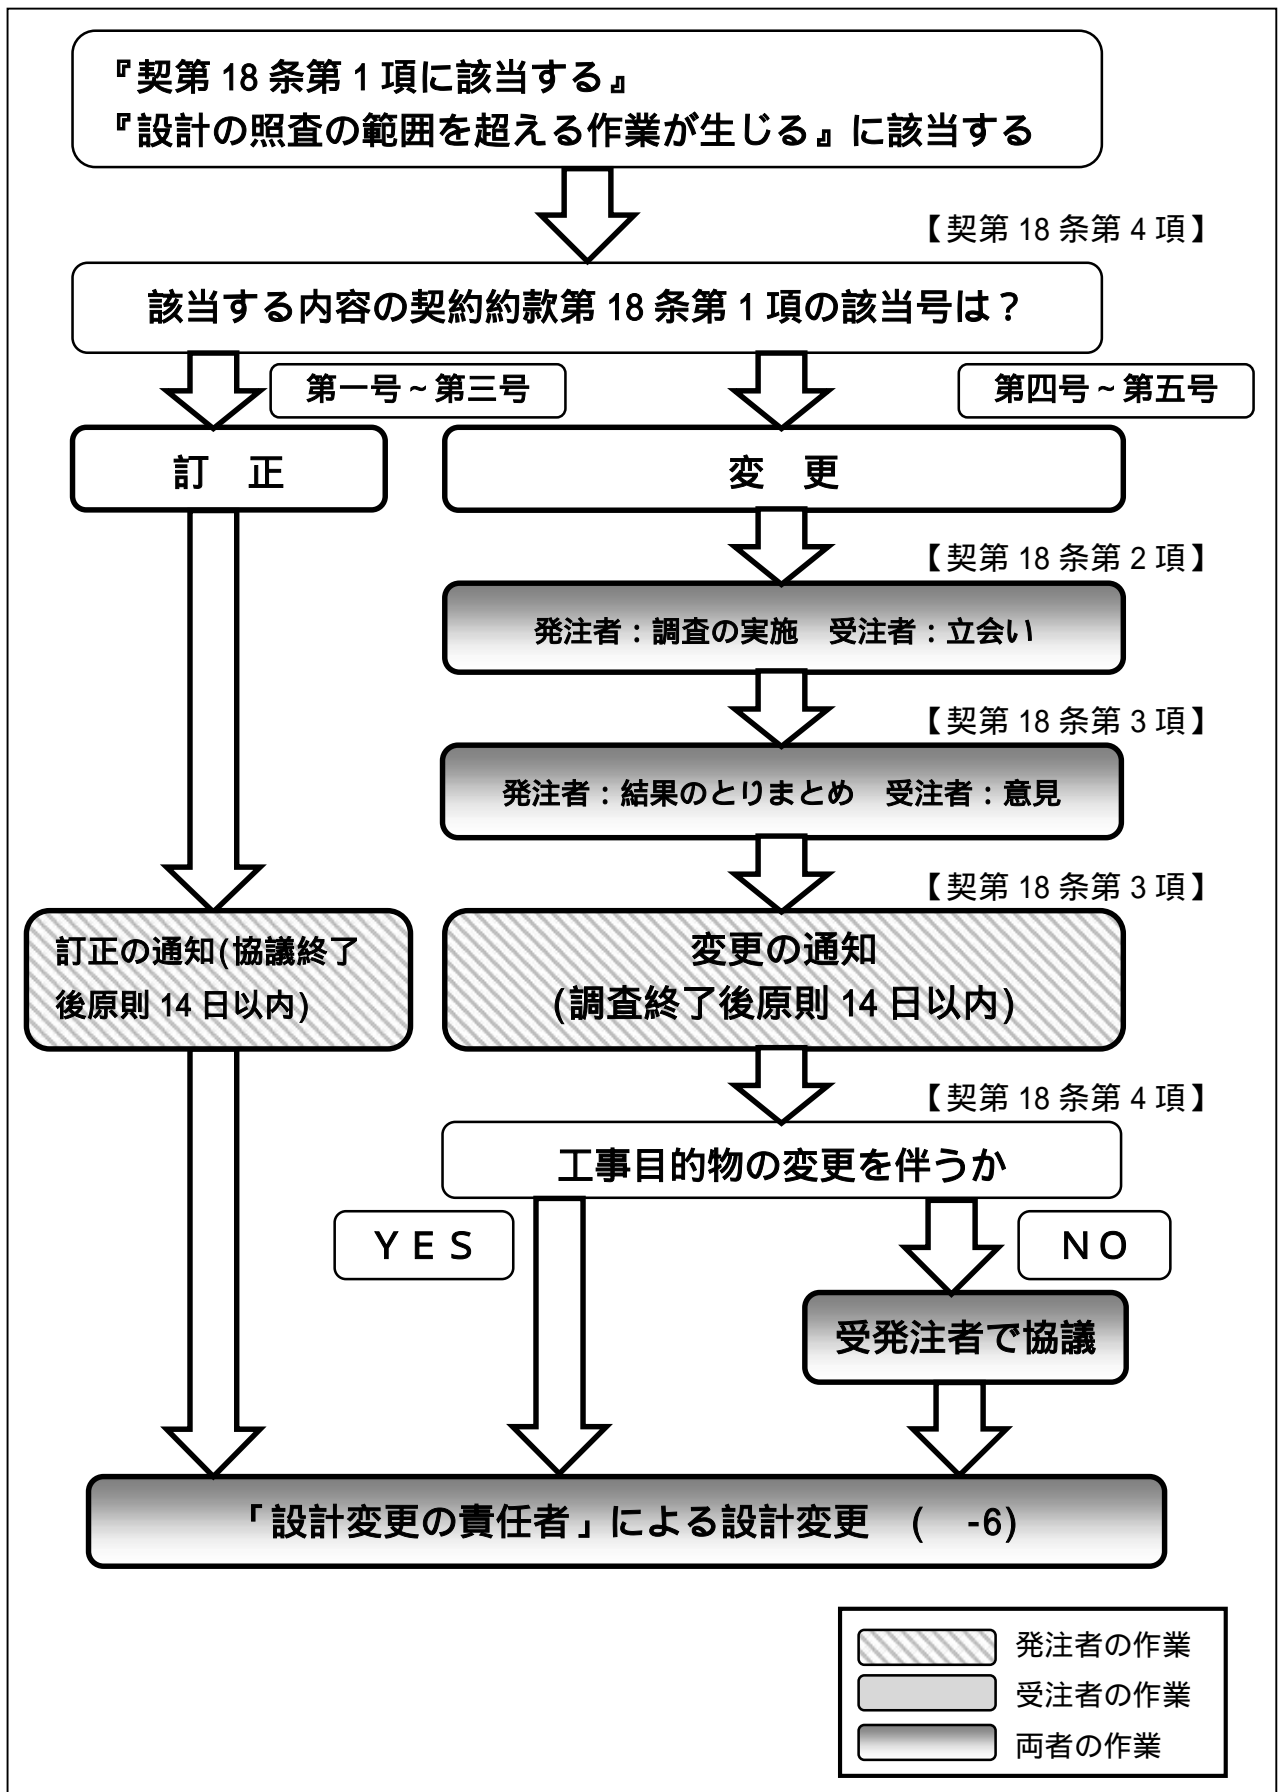 『契第 18 条第 1 項に該当する』
『設計の照査の範囲を超える作業が生じる』に該当する
【契第 18 条第 4 項】
該当する内容の契約約款第 18 条第 1 項の該当号は？
第一号～第三号
第四号～第五号
訂　正
変　更
【契第 18 条第 2 項】
発注者：調査の実施　受注者：立会い
【契第 18 条第 3 項】
発注者：結果のとりまとめ　受注者：意見
【契第 18 条第 3 項】
訂正の通知(協議終了
後原則 14 日以内)
変更の通知
(調査終了後原則 14 日以内)
【契第 18 条第 4 項】
工事目的物の変更を伴うか
ＹＥＳ
ＮＯ
受発注者で協議
「設計変更の責任者」による設計変更　(　-6)
発注者の作業
受注者の作業
両者の作業